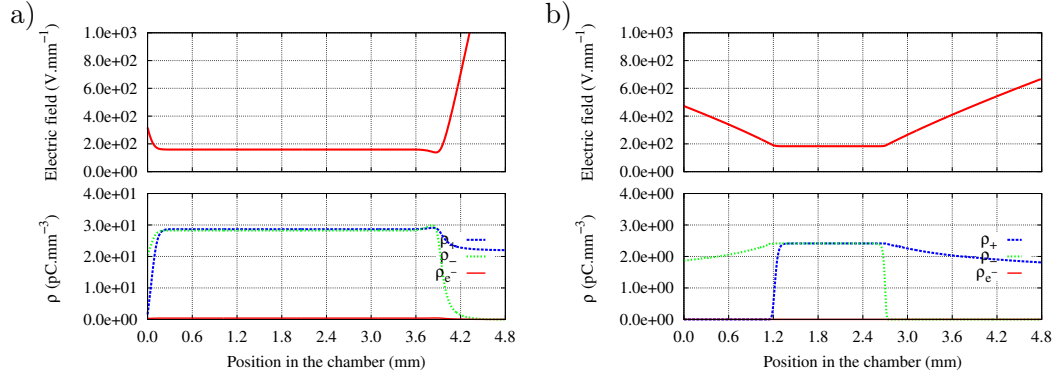 a)
Electric field (V.mm⁻¹)
1.0e+03
8.0e+02
6.0e+02
4.0e+02
2.0e+02
0.0e+00
ρ (pC.mm⁻³)
4.0e+01
3.0e+01
2.0e+01
1.0e+01
0.0e+00
ρ₊
ρ₋
ρₑ⁻
0.0 0.6 1.2 1.8 2.4 3.0 3.6 4.2 4.8
Position in the chamber (mm)
b)
Electric field (V.mm⁻¹)
1.0e+03
8.0e+02
6.0e+02
4.0e+02
2.0e+02
0.0e+00
ρ (pC.mm⁻³)
4.0e+00
3.0e+00
2.0e+00
1.0e+00
0.0e+00
ρ₊
ρ₋
ρₑ⁻
0.0 0.6 1.2 1.8 2.4 3.0 3.6 4.2 4.8
Position in the chamber (mm)